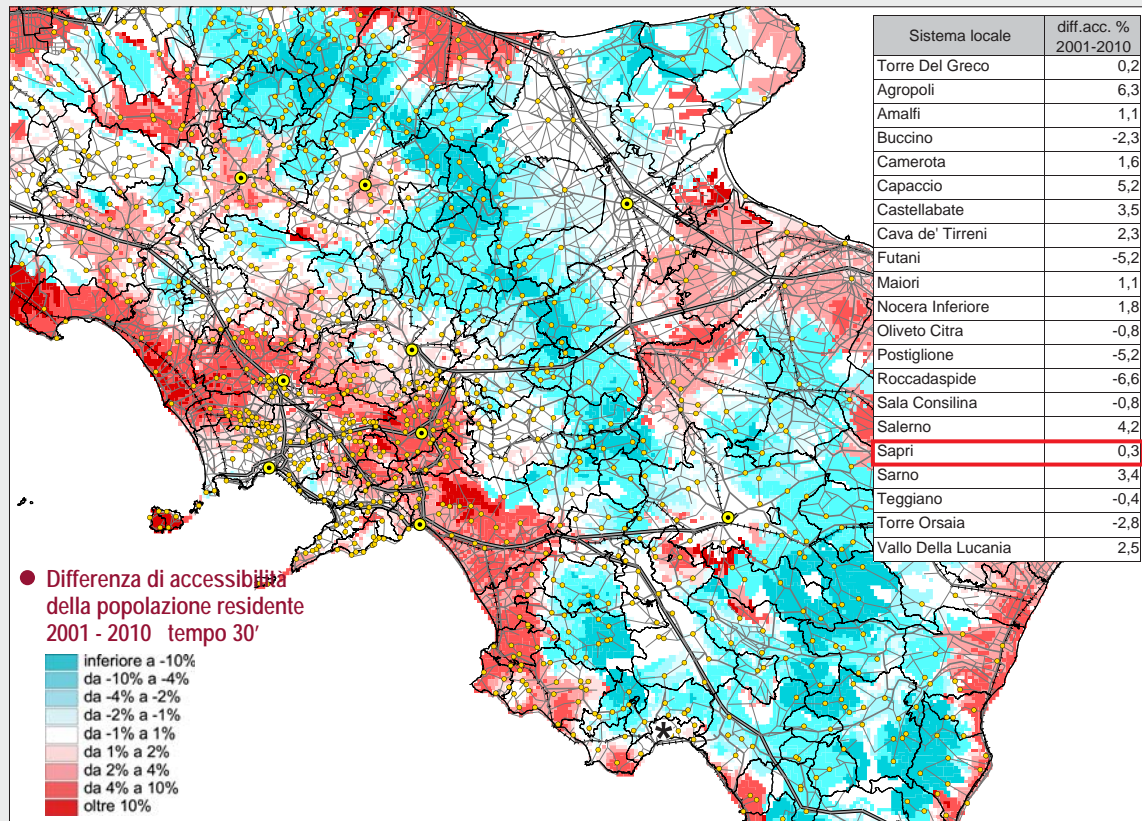 Sistema locale diff.acc. % 2001-2010
Torre Del Greco 0,2
Agropoli 6,3
Amalfi 1,1
Buccino -2,3
Camerota 1,6
Capaccio 5,2
Castellabate 3,5
Cava de' Tirreni 2,3
Futani -5,2
Maiori 1,1
Nocera Inferiore 1,8
Oliveto Citra -0,8
Postiglione -5,2
Roccadaspide -6,6
Sala Consilina -0,8
Salerno 4,2
Sapri 0,3
Sarno 3,4
Teggiano -0,4
Torre Orsaia -2,8
Vallo Della Lucania 2,5
Differenza di accessibilità
della popolazione residente
2001 - 2010 tempo 30'
inferiore a -10%
da -10% a -4%
da -4% a -2%
da -2% a -1%
da -1% a 1%
da 1% a 2%
da 2% a 4%
da 4% a 10%
oltre 10%
*